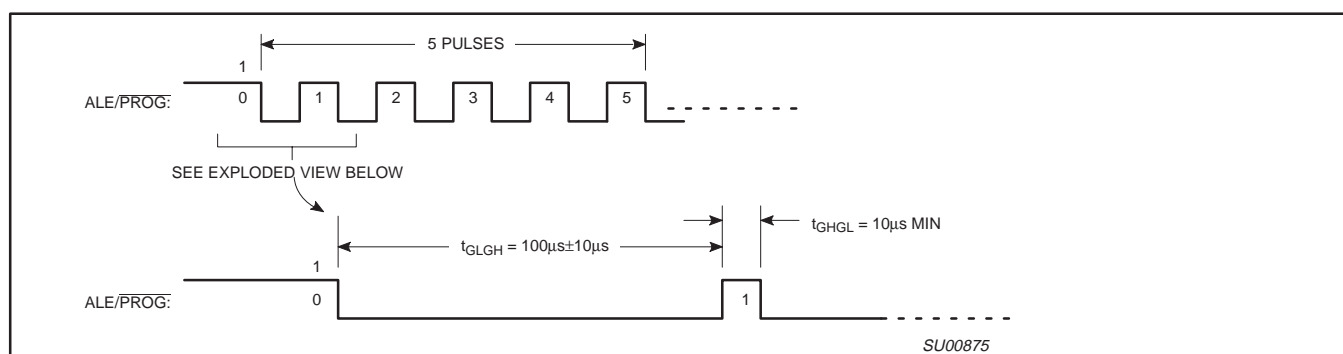 5 PULSES
1
ALE/PROG:
0
1
2
3
4
5
SEE EXPLODED VIEW BELOW
tGHGL = 10μs MIN
tGLGH = 100μs±10μs
1
ALE/PROG:
0
1
SU00875